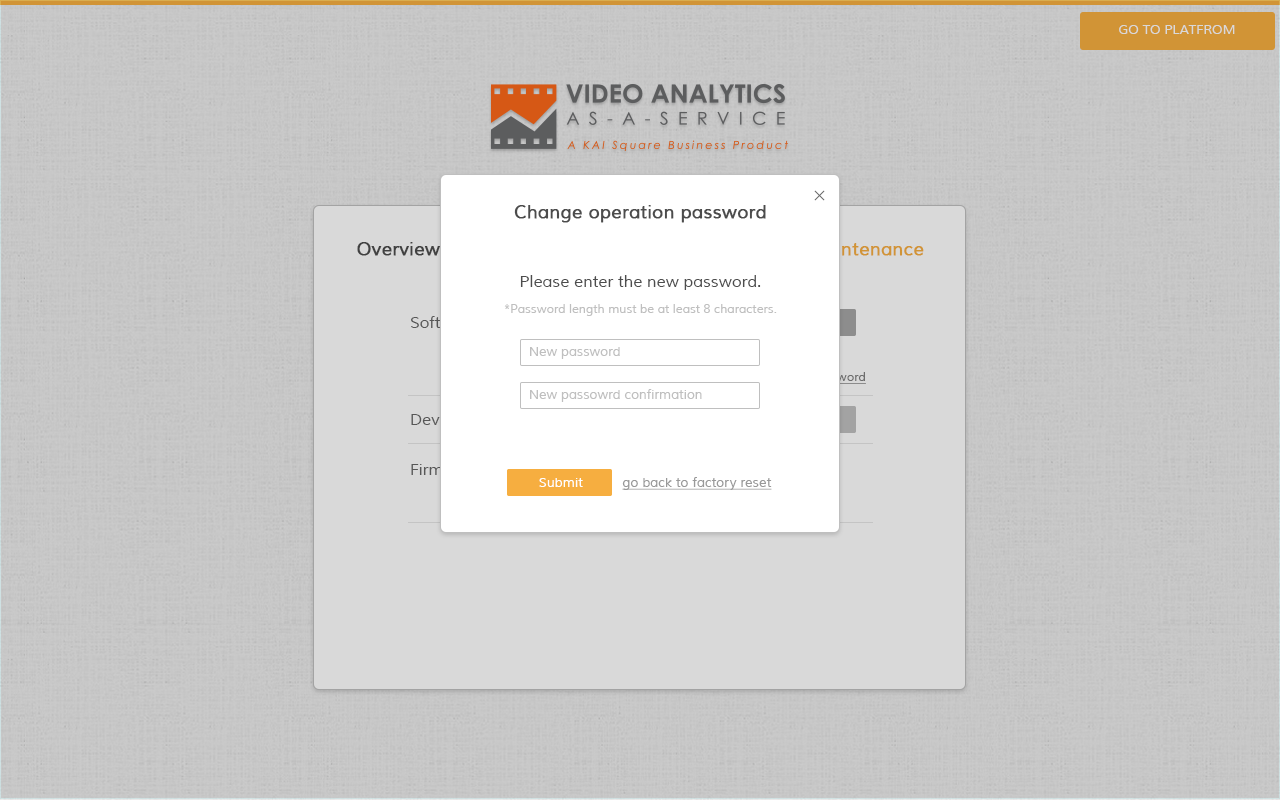 GO TO PLATFROM
VIDEO ANALYTICS
AS-A-SERVICE
A KAI Square Business Product
Change operation password
Overview
ntenance
Please enter the new password.
*Password length must be at least 8 characters.
Soft
New password
word
New passowrd confirmation
Dev
Firm
Submit
go back to factory reset